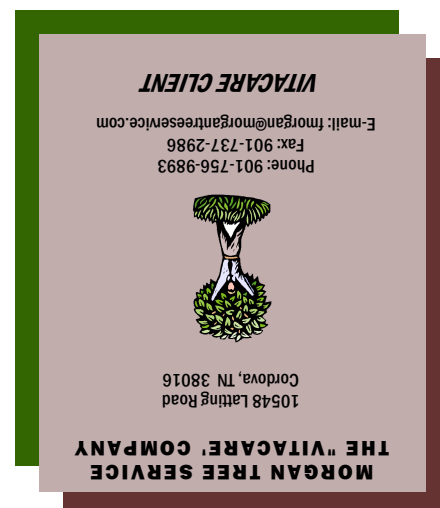 MORGAN TREE SERVICE
THE "VITACARE' COMPANY
10548 Latting Road
Cordova, TN  38016
Phone: 901-756-9893
Fax: 901-737-2986
E-mail: fmorgan@morgantreeservice.com
VITACARE CLIENT